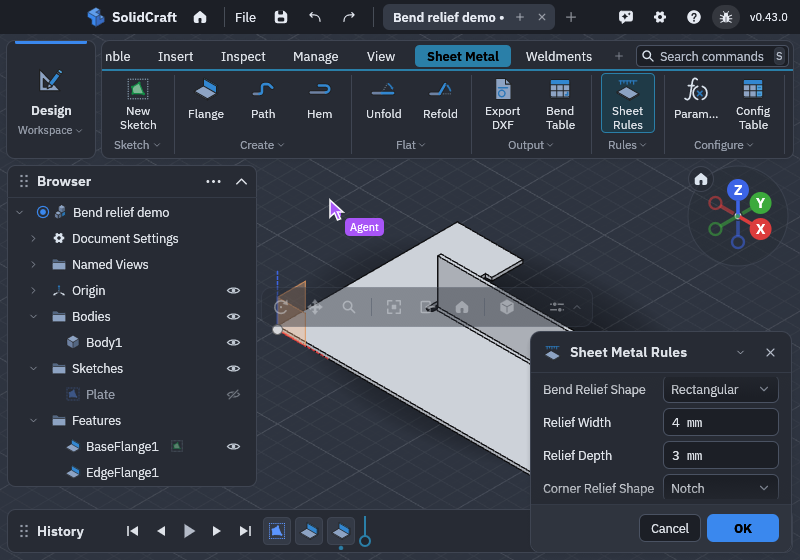 SolidCraft
File
Bend relief demo •
v0.43.0
Design
Workspace
nble
Insert
Inspect
Manage
View
Sheet Metal
Weldments
Search commands
S
New Sketch
Flange
Path
Hem
Unfold
Refold
Export DXF
Bend Table
Sheet Rules
Param...
Config Table
Sketch
Create
Flat
Output
Rules
Configure
Browser
Bend relief demo
Document Settings
Named Views
Origin
Bodies
Body1
Sketches
Plate
Features
BaseFlange1
EdgeFlange1
Agent
Z
Y
X
Sheet Metal Rules
Bend Relief Shape
Rectangular
Relief Width
4 mm
Relief Depth
3 mm
Corner Relief Shape
Notch
Cancel
OK
History